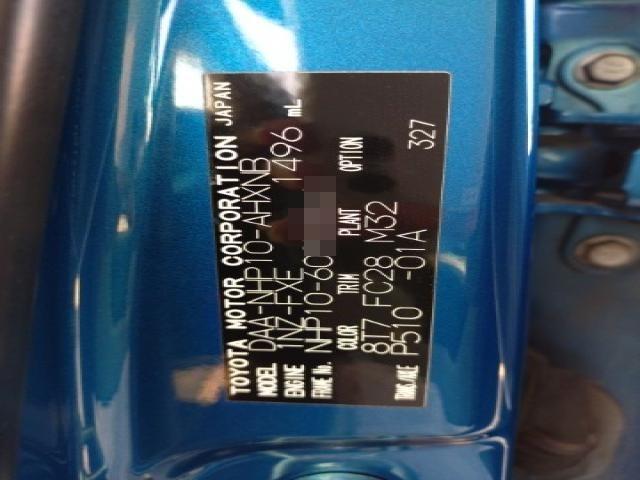 TOYOTA MOTOR CORPORATION JAPAN
MODEL DAA-NHP10-AHXNB
ENGINE 1NZ-FXE 1496 mL
FRAME No. NHP10-60
COLOR TRIM PLANT OPTION
8T7 FC28 M32
TRANS./AXLE P510 -01A 327